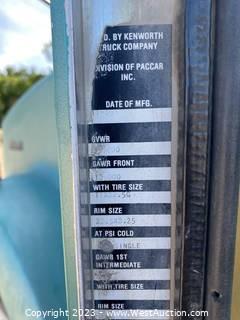 D. BY KENWORTH
TRUCK COMPANY
DIVISION OF PACCAR
INC.
DATE OF MFG.
GVWR
GAWR FRONT
WITH TIRE SIZE
RIM SIZE
AT PSI COLD
SINGLE
GAWR 1ST
INTERMEDIATE
WITH TIRE SIZE
RIM SIZE
Copyright 2023 - WestAuction.com